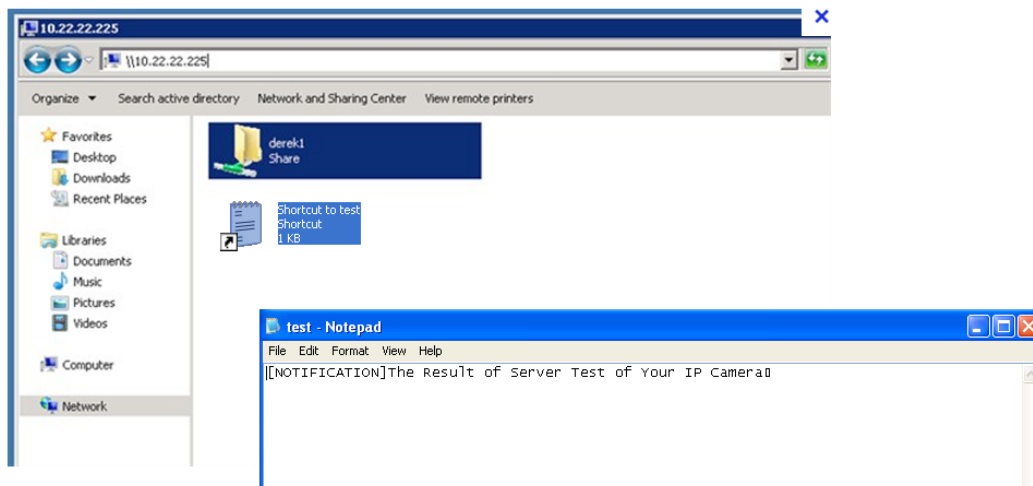 10.22.22.225
\\10.22.22.225
Organize Search active directory Network and Sharing Center View remote printers
Favorites
Desktop
Downloads
Recent Places
Libraries
Documents
Music
Pictures
Videos
Computer
Network
derek1
Share
Shortcut to test
Shortcut
1 KB
test - Notepad
File Edit Format View Help
[NOTIFICATION]The Result of Server Test of Your IP Camera▯